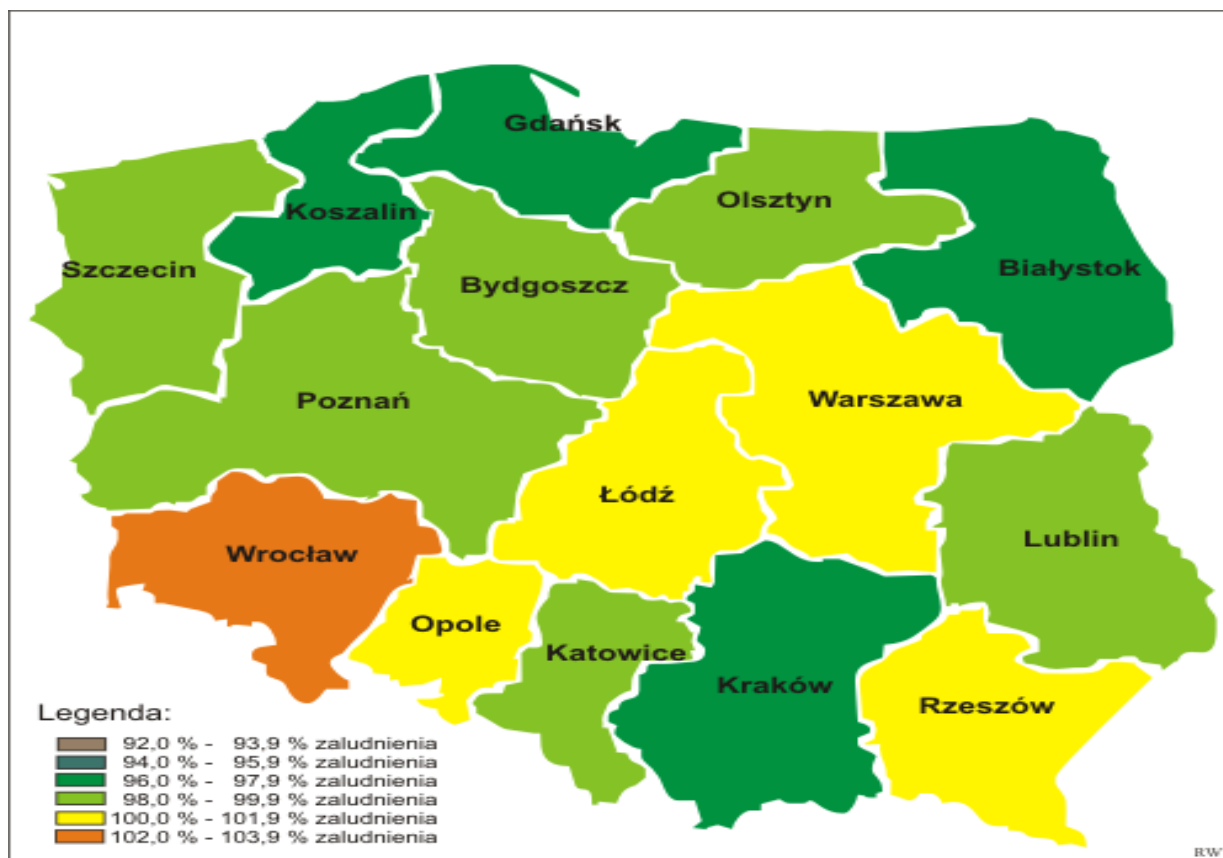 Gdańsk
Koszalin
Olsztyn
Szczecin
Bydgoszcz
Białystok
Poznań
Warszawa
Łódź
Wrocław
Lublin
Opole
Katowice
Kraków
Rzeszów
Legenda:
92,0 % - 93,9 % zaludnienia
94,0 % - 95,9 % zaludnienia
96,0 % - 97,9 % zaludnienia
98,0 % - 99,9 % zaludnienia
100,0 % - 101,9 % zaludnienia
102,0 % - 103,9 % zaludnienia
RW